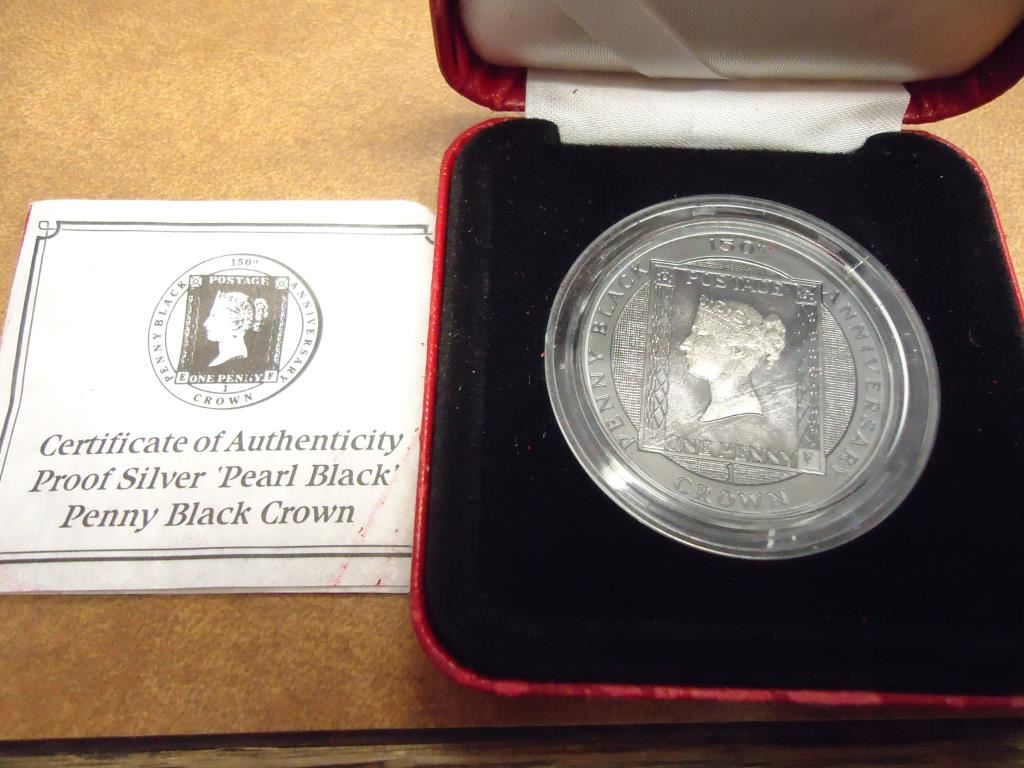 150TH
PENNY BLACK
ANNIVERSARY
POSTAGE
E ONE PENNY F
1
CROWN
Certificate of Authenticity
Proof Silver 'Pearl Black'
Penny Black Crown
150TH
PENNY BLACK
ANNIVERSARY
POSTAGE
ONE PENNY F
1
CROWN